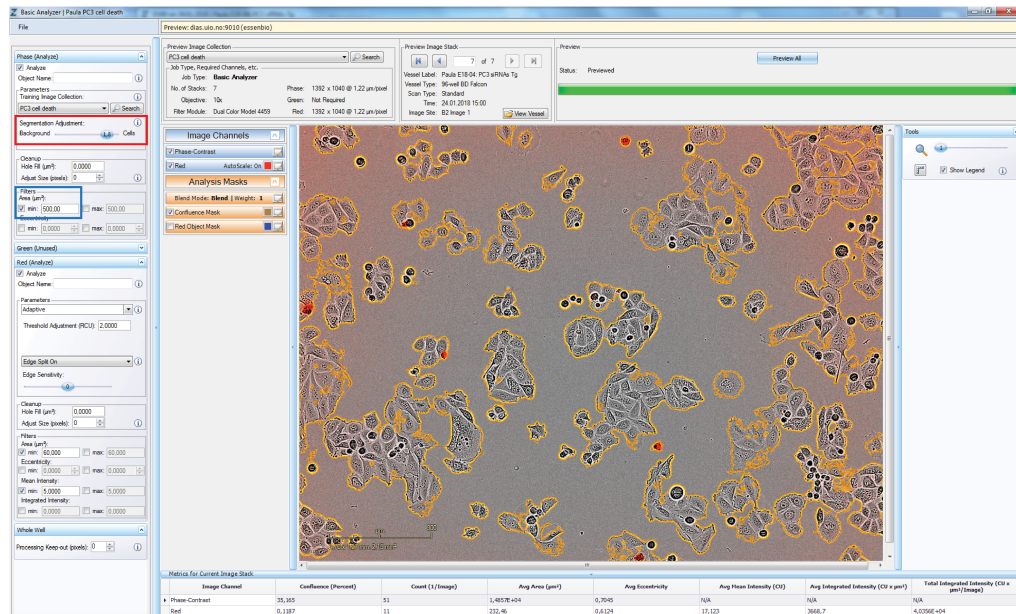 Basic Analyzer | Paula PC3 cell death
File
Preview: dias.uio.no:9010 (essenbio)
Phase (Analyze)
Analyze
Object Name:
Parameters
Training Image Collection:
PC3 cell death
Search
Segmentation Adjustment:
Background 1,8 Cells
Cleanup
Hole Fill (µm²): 0,0000
Adjust Size (pixels): 0
Filters
Area (µm²):
min: 500,00 max: 500,00
Eccentricity
min: 0,0000 max: 0,0000
Green (Unused)
Red (Analyze)
Analyze
Object Name:
Parameters
Adaptive
Threshold Adjustment (RCU): 2,0000
Edge Split On
Edge Sensitivity:
0
Cleanup
Hole Fill (µm²): 0,0000
Adjust Size (pixels): 0
Filters
Area (µm²):
min: 60,000 max: 60,000
Eccentricity:
min: 0,0000 max: 0,0000
Mean Intensity:
min: 5,0000 max: 5,0000
Integrated Intensity:
min: 0,0000 max: 0,0000
Whole Well
Processing Keep-out (pixels): 0
Preview Image Collection
PC3 cell death
Search
Job Type, Required Channels, etc.
Job Type: Basic Analyzer
No. of Stacks: 7 Phase: 1392 x 1040 @ 1.22 µm/pixel
Objective: 10x Green: Not Required
Filter Module: Dual Color Model 4459 Red: 1392 x 1040 @ 1.22 µm/pixel
Preview Image Stack
7 of 7
Vessel Label: Paula E18-04: PC3 siRNAs Tg
Vessel Type: 96-well BD Falcon
Scan Type: Standard
Time: 24.01.2018 15:00
Image Site: B2 Image 1
View Vessel
Preview
Preview All
Status: Previewed
Image Channels
Phase-Contrast
Red AutoScale: On
Analysis Masks
Blend Mode: Blend | Weight: 1
Confluence Mask
Red Object Mask
300
Tools
1
Show Legend
Metrics for Current Image Stack
Image Channel Confluence (Percent) Count (1/Image) Avg Area (µm²) Avg Eccentricity Avg Mean Intensity (CU) Avg Integrated Intensity (CU x µm²) Total Integrated Intensity (CU x µm²/Image)
Phase-Contrast 35,165 51 1,4857E+04 0,7045 N/A N/A N/A
Red 0,1187 11 232,46 0,6124 17,123 3668,7 4,0356E+04